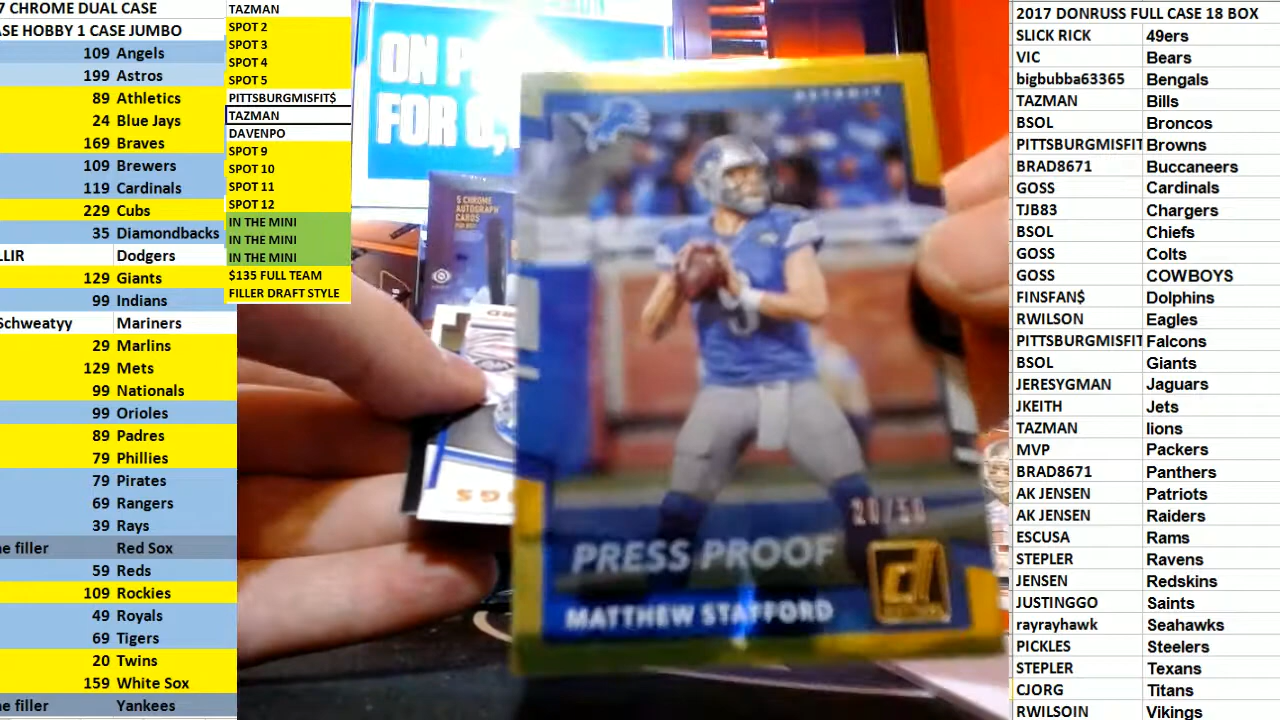 7 CHROME DUAL CASE
ASE HOBBY 1 CASE JUMBO
109 Angels
199 Astros
89 Athletics
24 Blue Jays
169 Braves
109 Brewers
119 Cardinals
229 Cubs
35 Diamondbacks
LLIR Dodgers
129 Giants
99 Indians
Schweatyy Mariners
29 Marlins
129 Mets
99 Nationals
99 Orioles
89 Padres
79 Phillies
79 Pirates
69 Rangers
39 Rays
ne filler Red Sox
59 Reds
109 Rockies
49 Royals
69 Tigers
20 Twins
159 White Sox
ne filler Yankees
TAZMAN
SPOT 2
SPOT 3
SPOT 4
SPOT 5
PITTSBURGMISFIT$
TAZMAN
DAVENPO
SPOT 9
SPOT 10
SPOT 11
SPOT 12
IN THE MINI
IN THE MINI
IN THE MINI
$135 FULL TEAM
FILLER DRAFT STYLE
ON
FOR
5 CHROME
AUTOGRAPH
CARDS
PER BOX
DETROIT
9
20/50
PRESS PROOF
MATTHEW STAFFORD
2017 DONRUSS FULL CASE 18 BOX
SLICK RICK 49ers
VIC Bears
bigbubba63365 Bengals
TAZMAN Bills
BSOL Broncos
PITTSBURGMISFIT Browns
BRAD8671 Buccaneers
GOSS Cardinals
TJB83 Chargers
BSOL Chiefs
GOSS Colts
GOSS COWBOYS
FINSFAN$ Dolphins
RWILSON Eagles
PITTSBURGMISFIT Falcons
BSOL Giants
JERESYGMAN Jaguars
JKEITH Jets
TAZMAN lions
MVP Packers
BRAD8671 Panthers
AK JENSEN Patriots
AK JENSEN Raiders
ESCUSA Rams
STEPLER Ravens
JENSEN Redskins
JUSTINGGO Saints
rayrayhawk Seahawks
PICKLES Steelers
STEPLER Texans
CJORG Titans
RWILSOIN Vikings